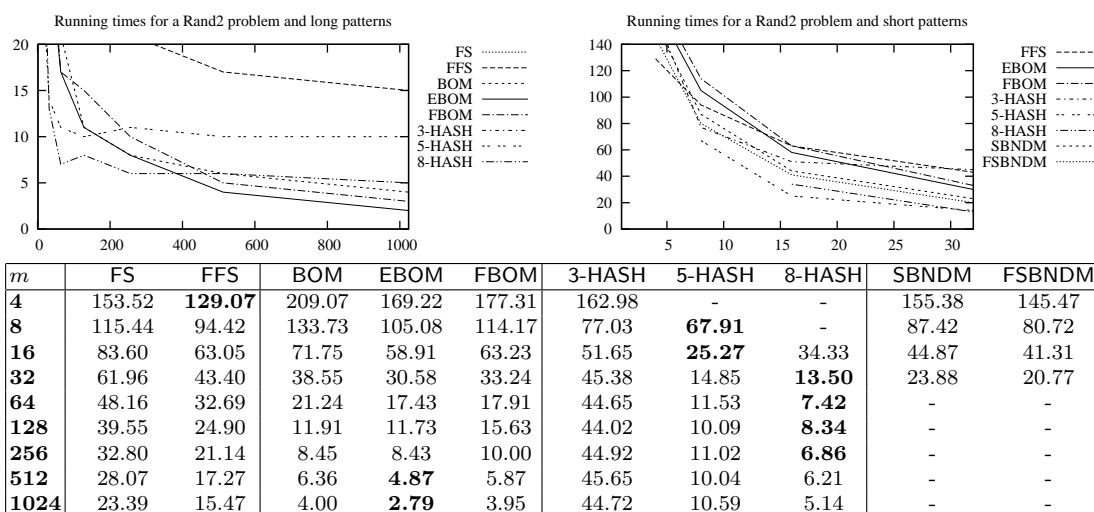 Running times for a Rand2 problem and long patterns
20
15
10
5
0
0 200 400 600 800 1000
FS
FFS
BOM
EBOM
FBOM
3-HASH
5-HASH
8-HASH
Running times for a Rand2 problem and short patterns
140
120
100
80
60
40
20
0
5 10 15 20 25 30
FFS
EBOM
FBOM
3-HASH
5-HASH
8-HASH
SBNDM
FSBNDM
m FS FFS BOM EBOM FBOM 3-HASH 5-HASH 8-HASH SBNDM FSBNDM
4 153.52 129.07 209.07 169.22 177.31 162.98 - - 155.38 145.47
8 115.44 94.42 133.73 105.08 114.17 77.03 67.91 - 87.42 80.72
16 83.60 63.05 71.75 58.91 63.23 51.65 25.27 34.33 44.87 41.31
32 61.96 43.40 38.55 30.58 33.24 45.38 14.85 13.50 23.88 20.77
64 48.16 32.69 21.24 17.43 17.91 44.65 11.53 7.42 - -
128 39.55 24.90 11.91 11.73 15.63 44.02 10.09 8.34 - -
256 32.80 21.14 8.45 8.43 10.00 44.92 11.02 6.86 - -
512 28.07 17.27 6.36 4.87 5.87 45.65 10.04 6.21 - -
1024 23.39 15.47 4.00 2.79 3.95 44.72 10.59 5.14 - -